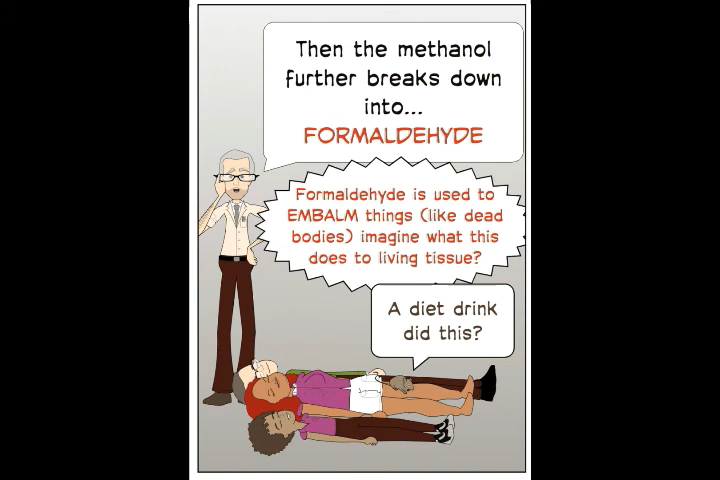 Then the methanol
further breaks down
into...
FORMALDEHYDE
Formaldehyde is used to
EMBALM things (like dead
bodies) imagine what this
does to living tissue?
A diet drink
did this?